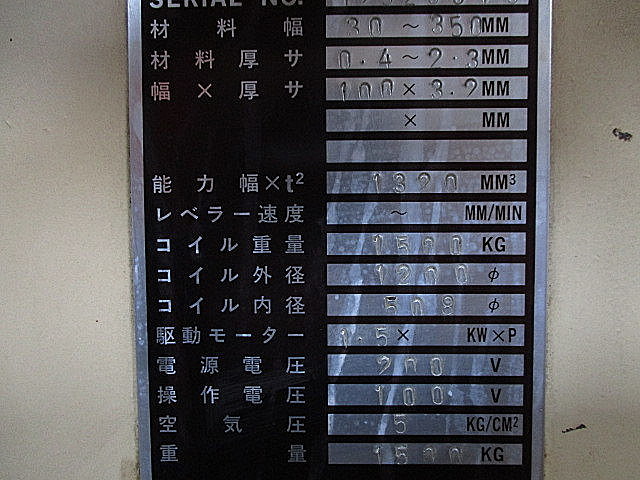 SERIAL NO.
材料幅 30～350 MM
材料厚サ 0.4～2.3 MM
幅×厚サ 100×3.2 MM
× MM
能力幅×t² 1320 MM³
レベラー速度 ～ MM/MIN
コイル重量 1500 KG
コイル外径 1200 φ
コイル内径 508 φ
駆動モーター 1.5× KW×P
電源電圧 200 V
操作電圧 100 V
空気圧 5 KG/CM²
重量 1500 KG